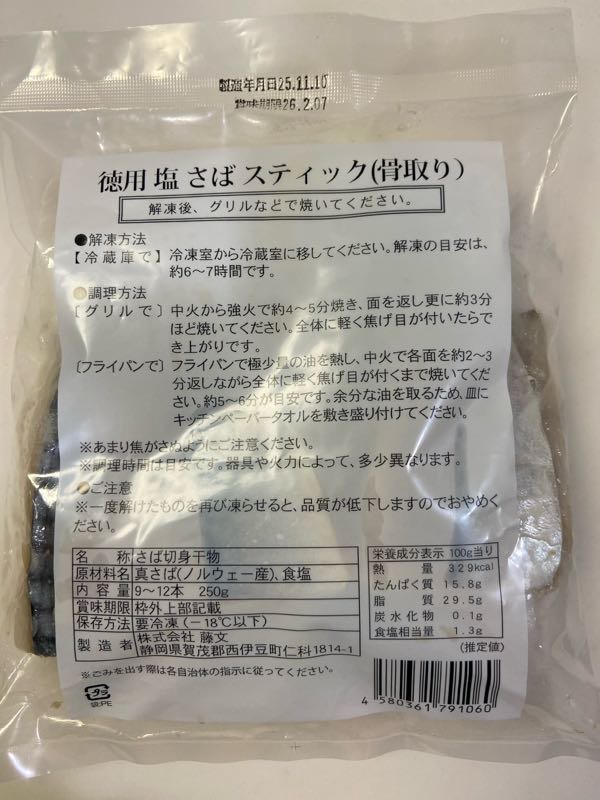 製造年月日25.11.10
賞味期限26.2.07
徳用 塩 さば スティック(骨取り)
解凍後、グリルなどで焼いてください。
●解凍方法
【冷蔵庫で】冷凍室から冷蔵室に移してください。解凍の目安は、
約6〜7時間です。
●調理方法
〔グリルで〕中火から強火で約4〜5分焼き、面を返し更に約3分
ほど焼いてください。全体に軽く焦げ目が付いたらで
き上がりです。
〔フライパンで〕フライパンで極少量の油を熱し、中火で各面を約2〜3
分返しながら全体に軽く焦げ目が付くまで焼いてくだ
さい。約5〜6分が目安です。余分な油を取るため、皿に
キッチンペーパータオルを敷き盛り付けてください。
※あまり焦がさぬようにご注意ください。
※調理時間は目安です。器具や火力によって、多少異なります。
●ご注意
※一度解けたものを再び凍らせると、品質が低下しますのでおやめく
ださい。
名称 さば切身干物
原材料名 真さば(ノルウェー産)、食塩
内容量 9〜12本 250g
賞味期限 枠外上部記載
保存方法 要冷凍(−18℃以下)
製造者 株式会社 藤文
静岡県賀茂郡西伊豆町仁科1814-1
※ごみを出す際は各自治体の指示に従ってください。
プラ
袋:PE
栄養成分表示 100g当り
熱量 329kcal
たんぱく質 15.8g
脂質 29.5g
炭水化物 0.1g
食塩相当量 1.3g
(推定値)
4 580361 791060